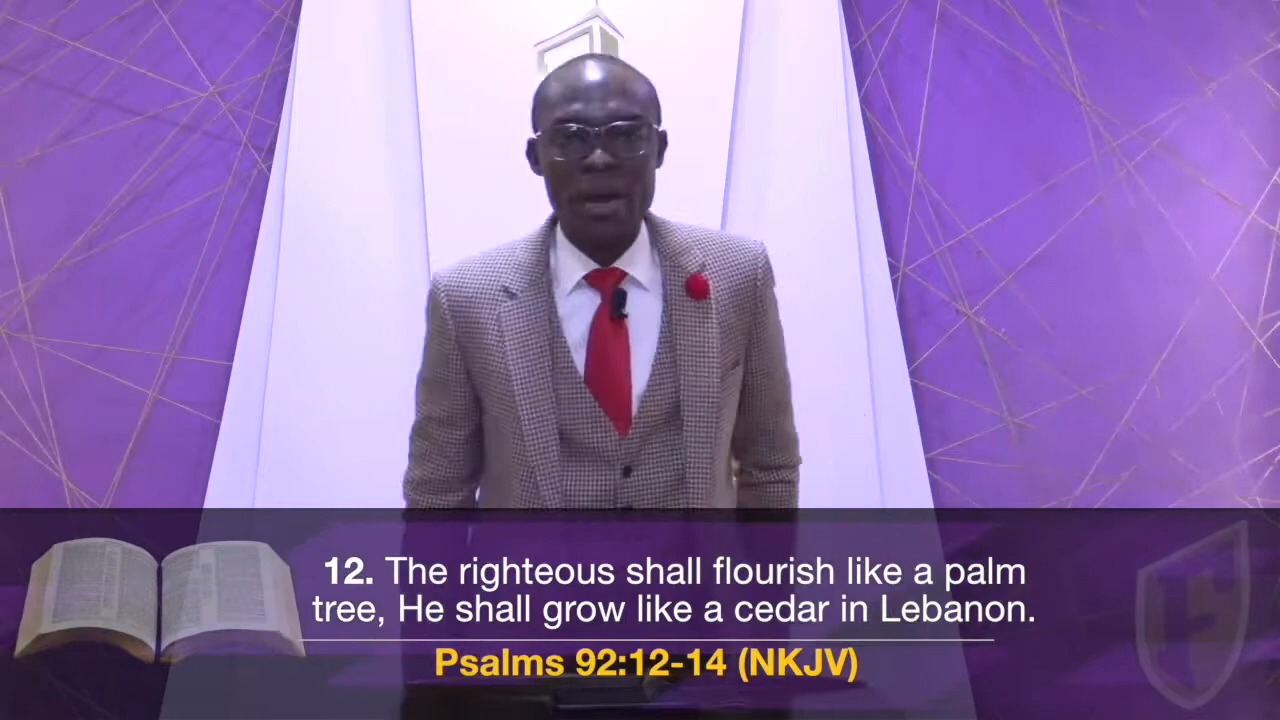 12. The righteous shall flourish like a palm
tree, He shall grow like a cedar in Lebanon.
Psalms 92:12-14 (NKJV)
F